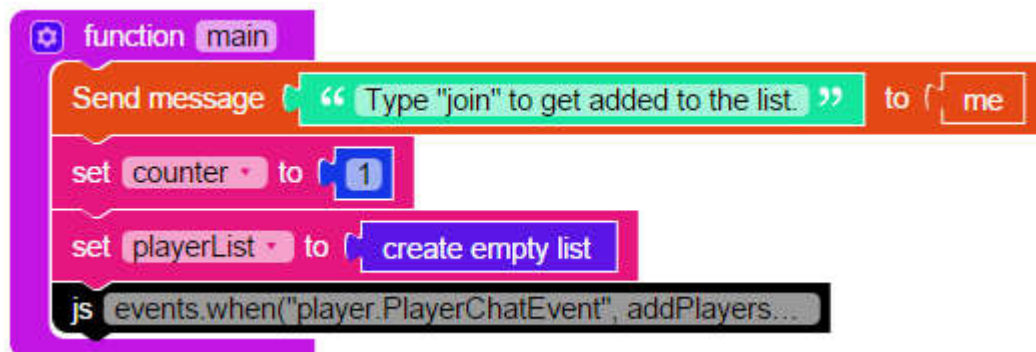 function main
Send message “ Type "join" to get added to the list. ” to me
set counter to 1
set playerList to create empty list
js events.when("player.PlayerChatEvent", addPlayers...